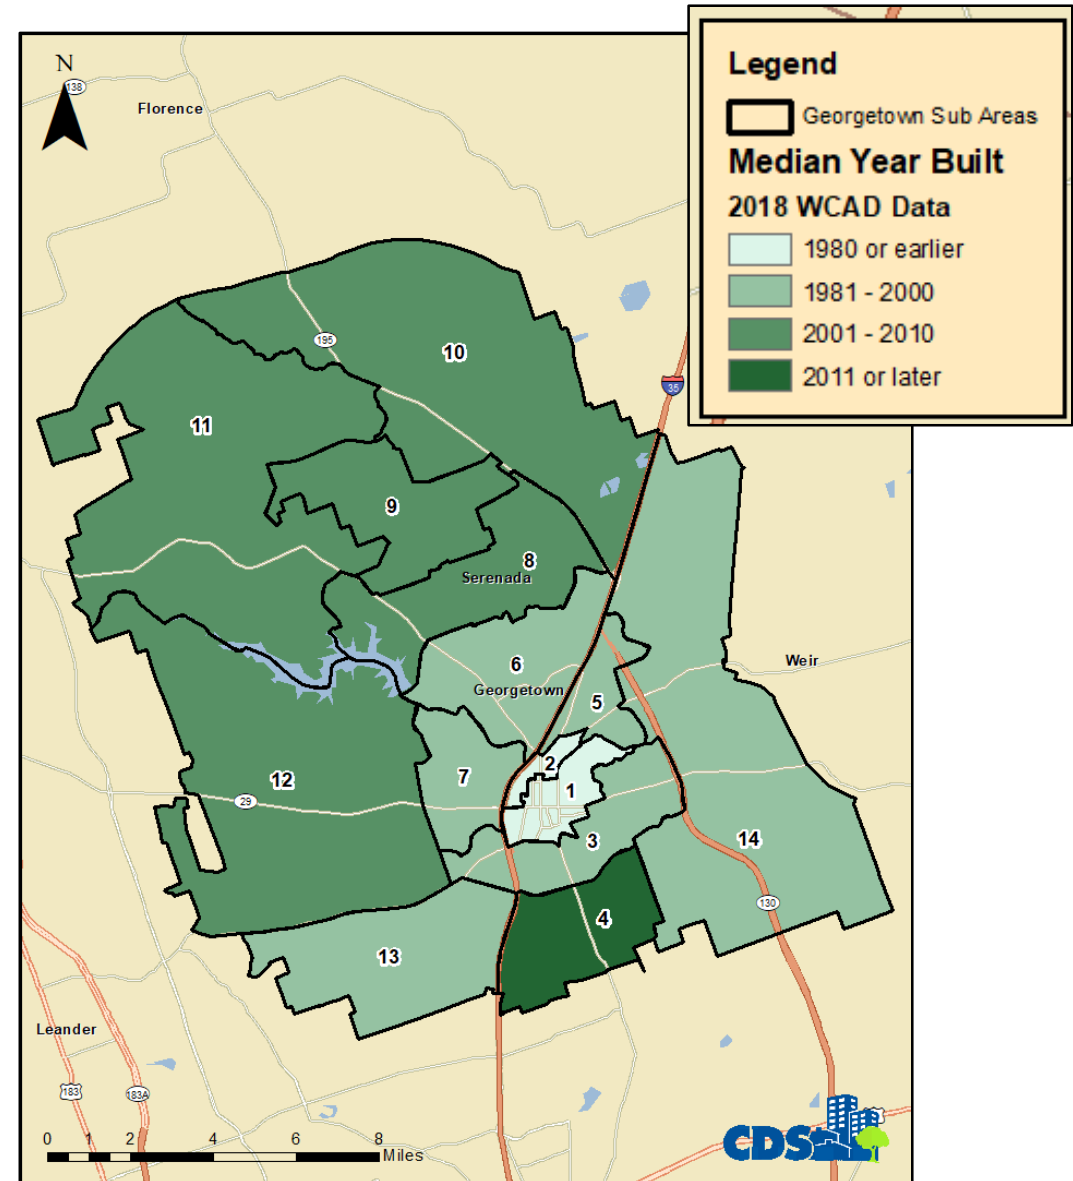 N
138
Florence
Legend
Georgetown Sub Areas
Median Year Built
2018 WCAD Data
1980 or earlier
1981 - 2000
2001 - 2010
2011 or later
195
10
35
11
9
8
Serenada
6
Weir
Georgetown
5
2
7
12
1
29
3
14
130
4
13
Leander
183
183A
0 1 2 4 6 8
Miles
CDS